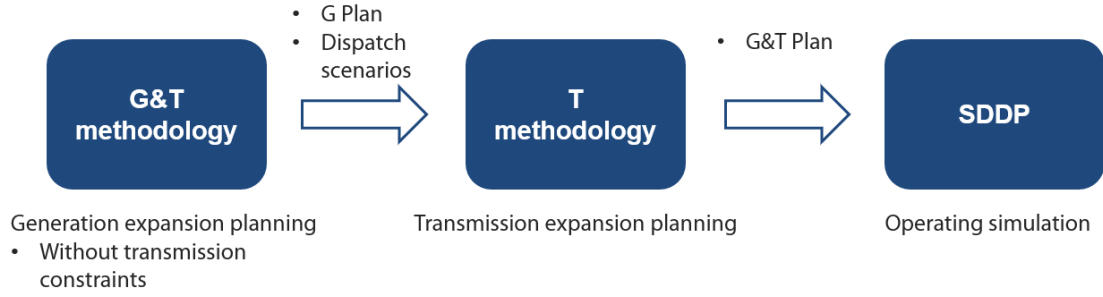 • G Plan
• Dispatch
scenarios
• G&T Plan
G&T
methodology
T
methodology
SDDP
Generation expansion planning
• Without transmission
constraints
Transmission expansion planning
Operating simulation